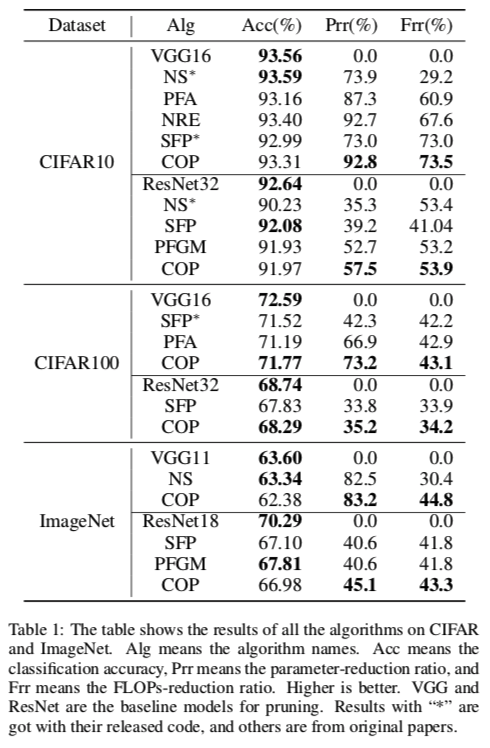 Dataset Alg Acc(%) Prr(%) Frr(%)
VGG16 93.56 0.0 0.0
NS* 93.59 73.9 29.2
PFA 93.16 87.3 60.9
NRE 93.40 92.7 67.6
SFP* 92.99 73.0 73.0
CIFAR10 COP 93.31 92.8 73.5
ResNet32 92.64 0.0 0.0
NS* 90.23 35.3 53.4
SFP 92.08 39.2 41.04
PFGM 91.93 52.7 53.2
COP 91.97 57.5 53.9
VGG16 72.59 0.0 0.0
SFP* 71.52 42.3 42.2
PFA 71.19 66.9 42.9
CIFAR100 COP 71.77 73.2 43.1
ResNet32 68.74 0.0 0.0
SFP 67.83 33.8 33.9
COP 68.29 35.2 34.2
VGG11 63.60 0.0 0.0
NS 63.34 82.5 30.4
COP 62.38 83.2 44.8
ImageNet ResNet18 70.29 0.0 0.0
SFP 67.10 40.6 41.8
PFGM 67.81 40.6 41.8
COP 66.98 45.1 43.3
Table 1: The table shows the results of all the algorithms on CIFAR
and ImageNet. Alg means the algorithm names. Acc means the
classification accuracy, Prr means the parameter-reduction ratio, and
Frr means the FLOPs-reduction ratio. Higher is better. VGG and
ResNet are the baseline models for pruning. Results with “*” are
got with their released code, and others are from original papers.